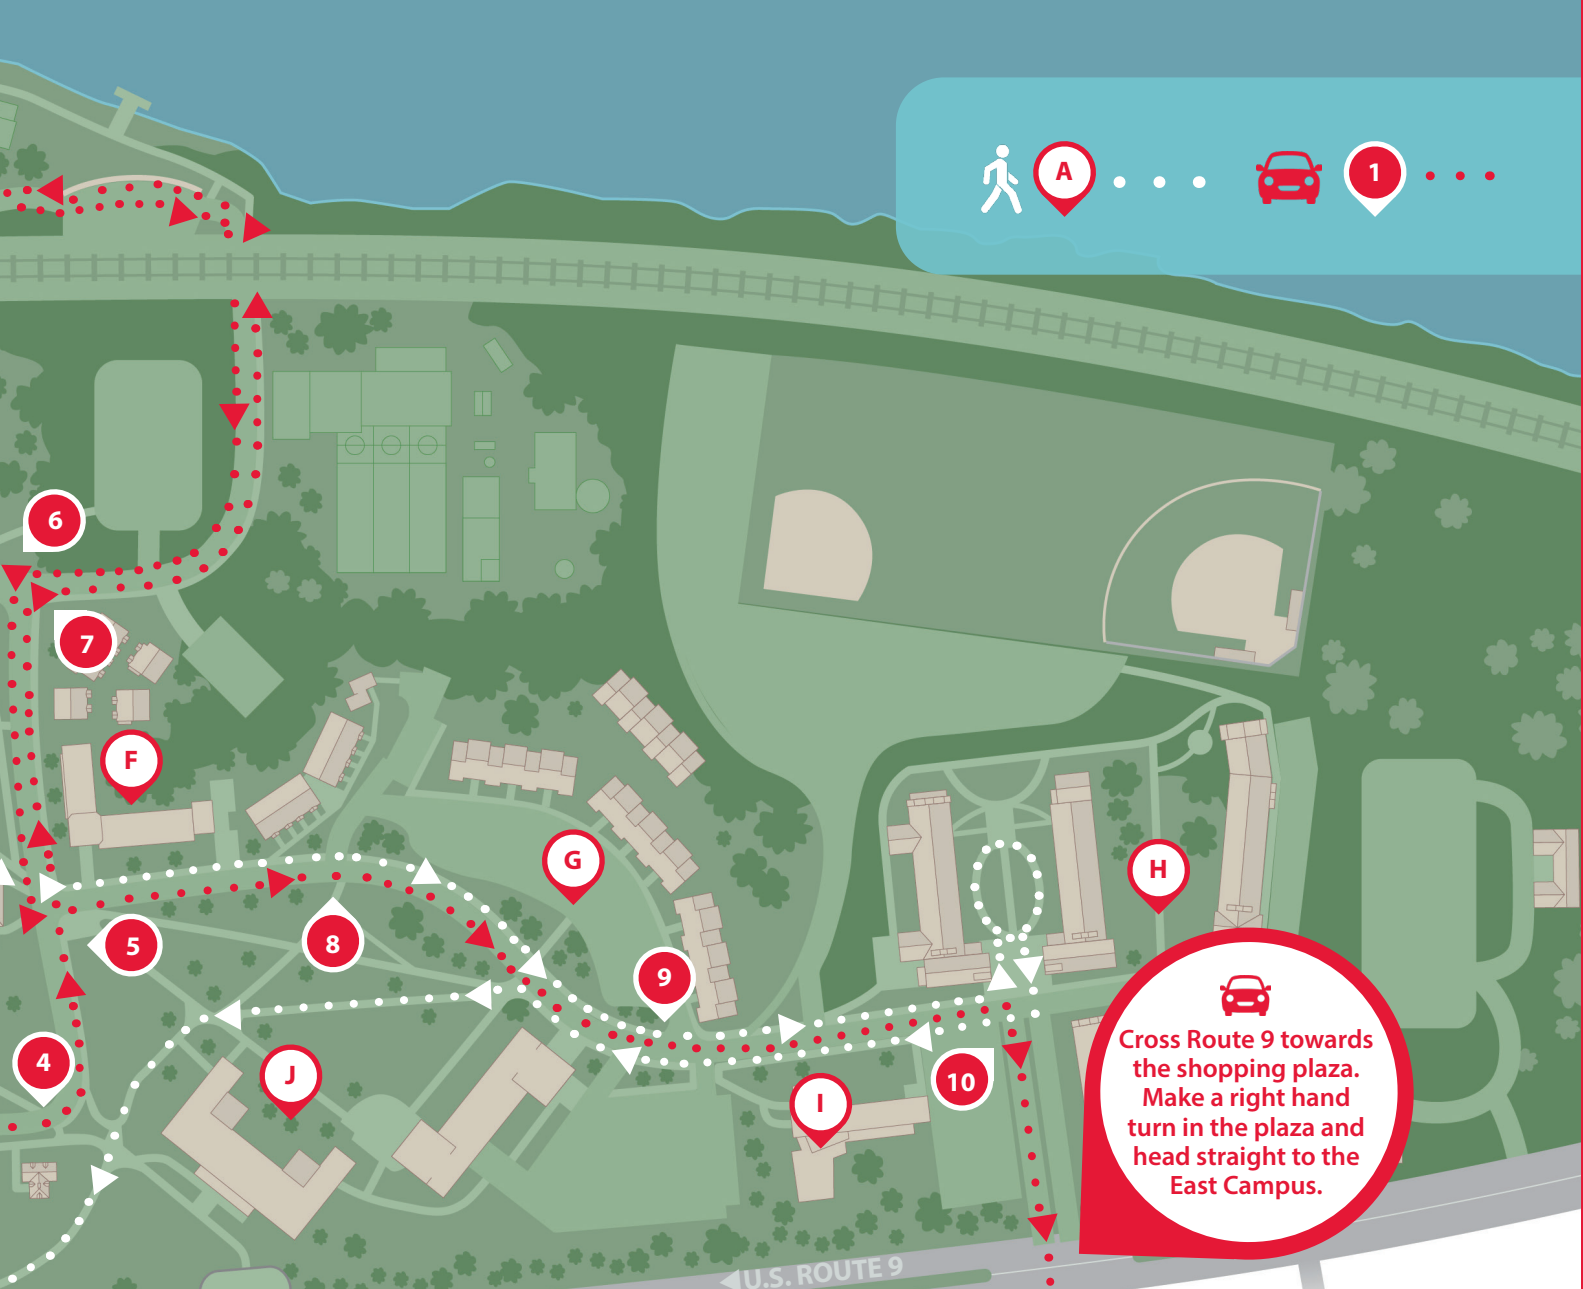 A
1
6
7
F
G
H
5
8
9
4
J
10
I
Cross Route 9 towards
the shopping plaza.
Make a right hand
turn in the plaza and
head straight to the
East Campus.
U.S. ROUTE 9